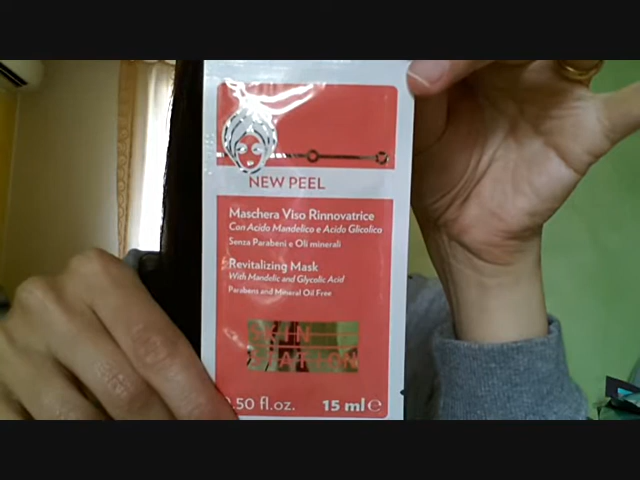 NEW PEEL
Maschera Viso Rinnovatrice
Con Acido Mandelico e Acido Glicolico
Senza Parabeni e Oli minerali
Revitalizing Mask
With Mandelic and Glycolic Acid
Parabens and Mineral Oil Free
SKIN
STATION
.50 fl.oz. 15 ml e